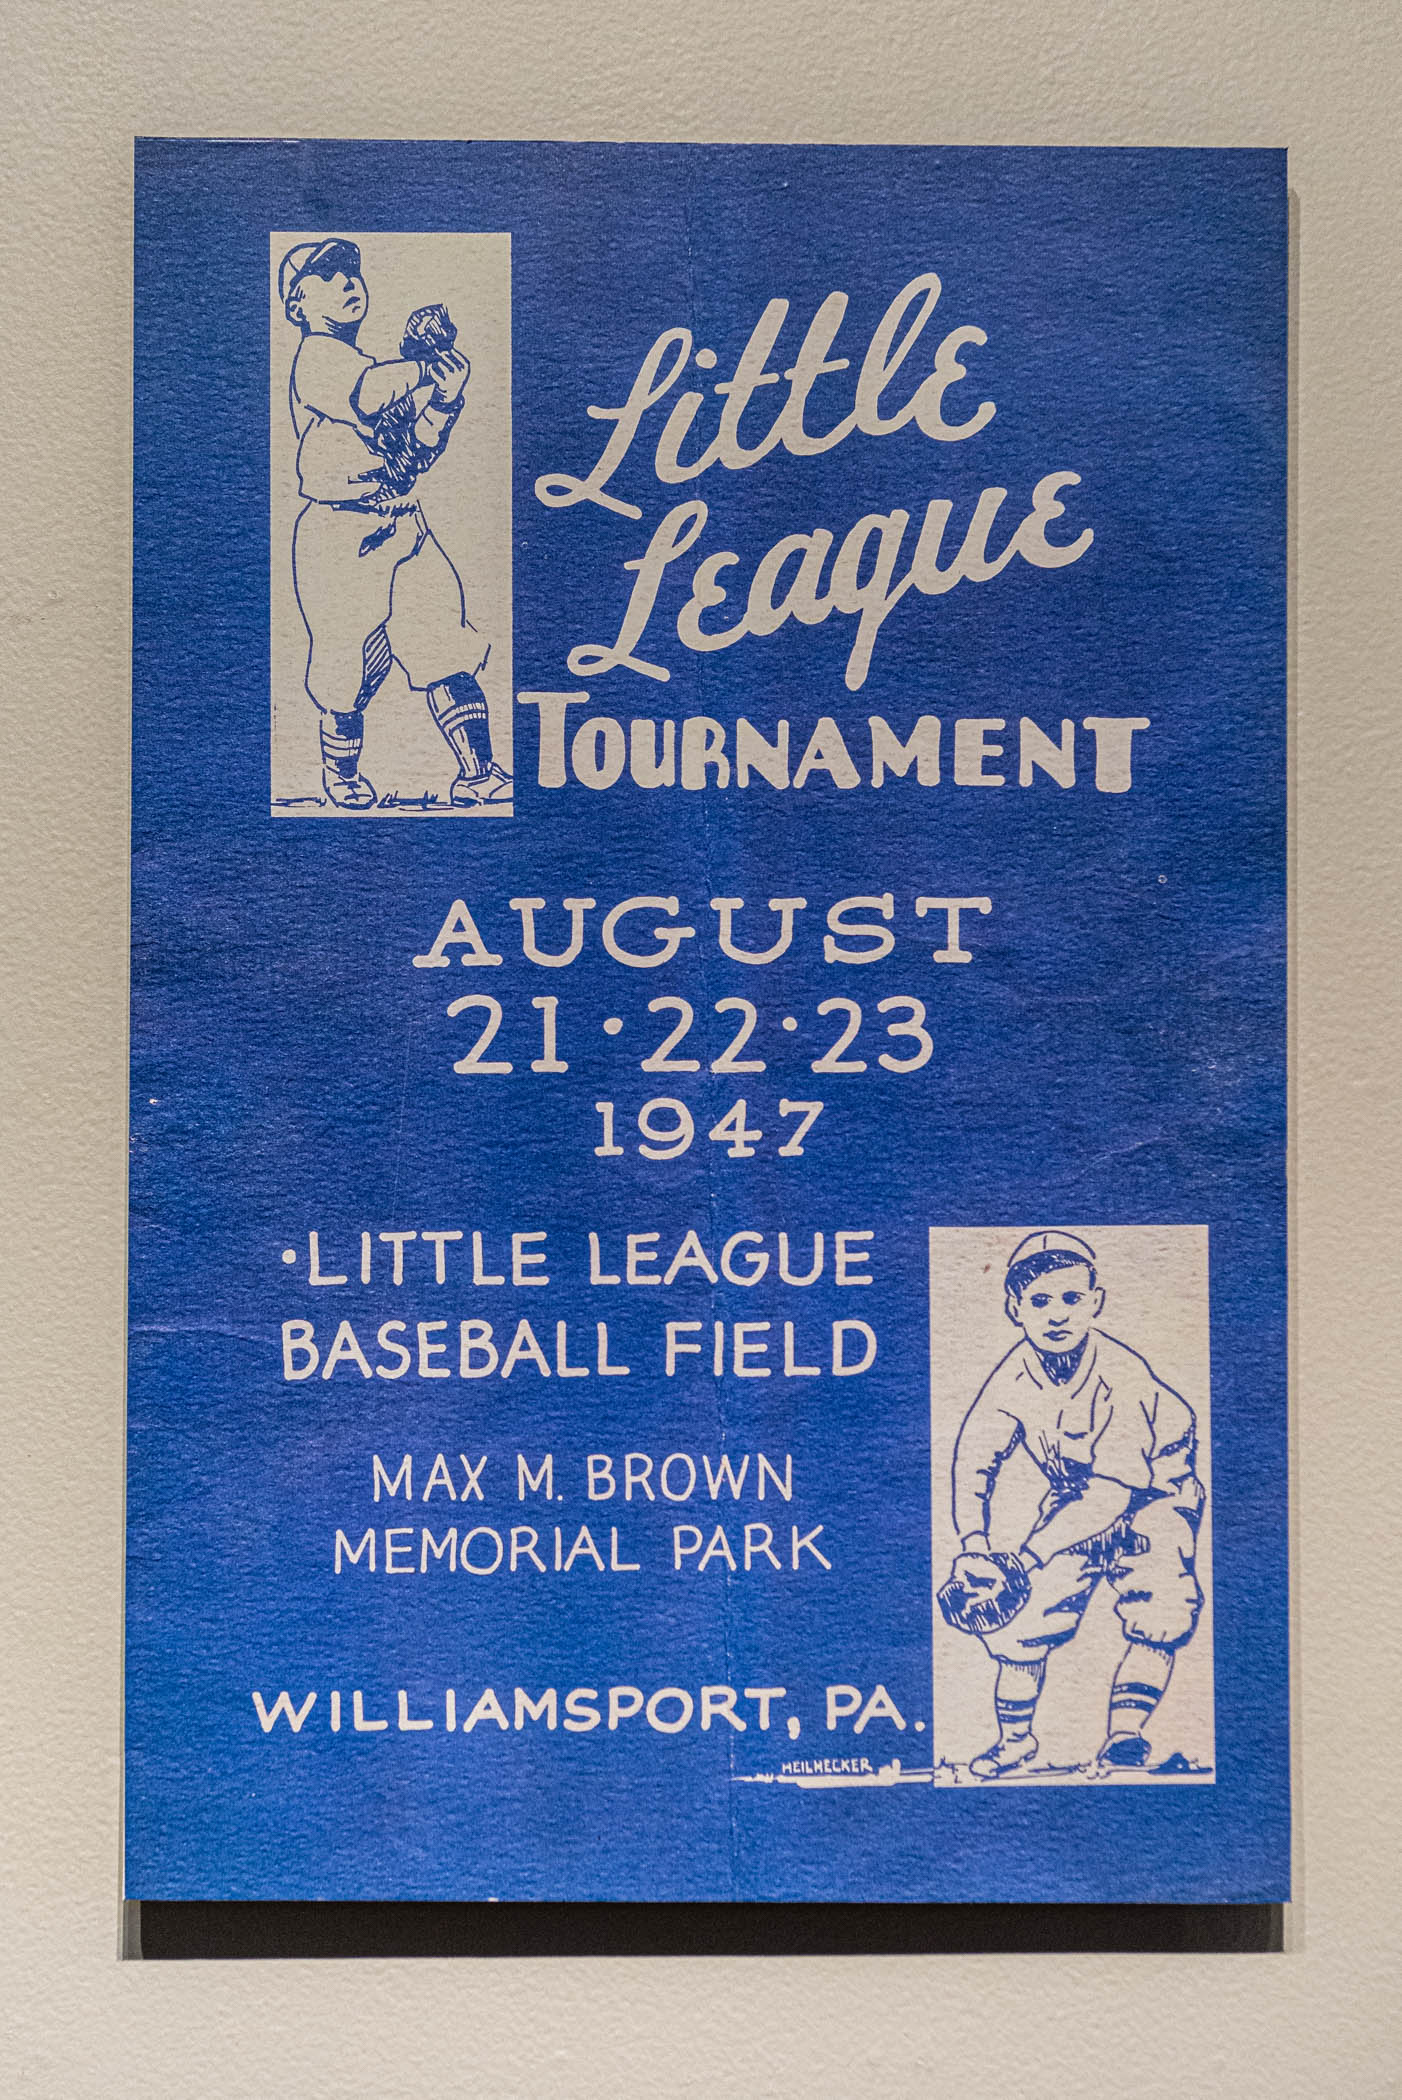 Little
League
TOURNAMENT
AUGUST
21·22·23
1947
·LITTLE LEAGUE
BASEBALL FIELD
MAX M. BROWN
MEMORIAL PARK
WILLIAMSPORT, PA.
HEILHECKER